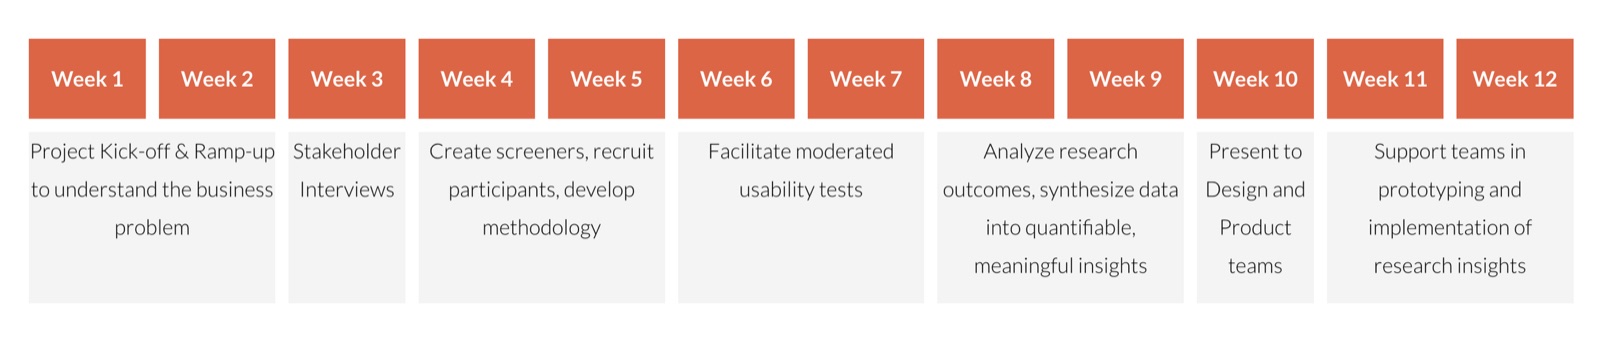 Week 1
Week 2
Week 3
Week 4
Week 5
Week 6
Week 7
Week 8
Week 9
Week 10
Week 11
Week 12
Project Kick-off & Ramp-up
to understand the business
problem
Stakeholder
Interviews
Create screeners, recruit
participants, develop
methodology
Facilitate moderated
usability tests
Analyze research
outcomes, synthesize data
into quantifiable,
meaningful insights
Present to
Design and
Product
teams
Support teams in
prototyping and
implementation of
research insights